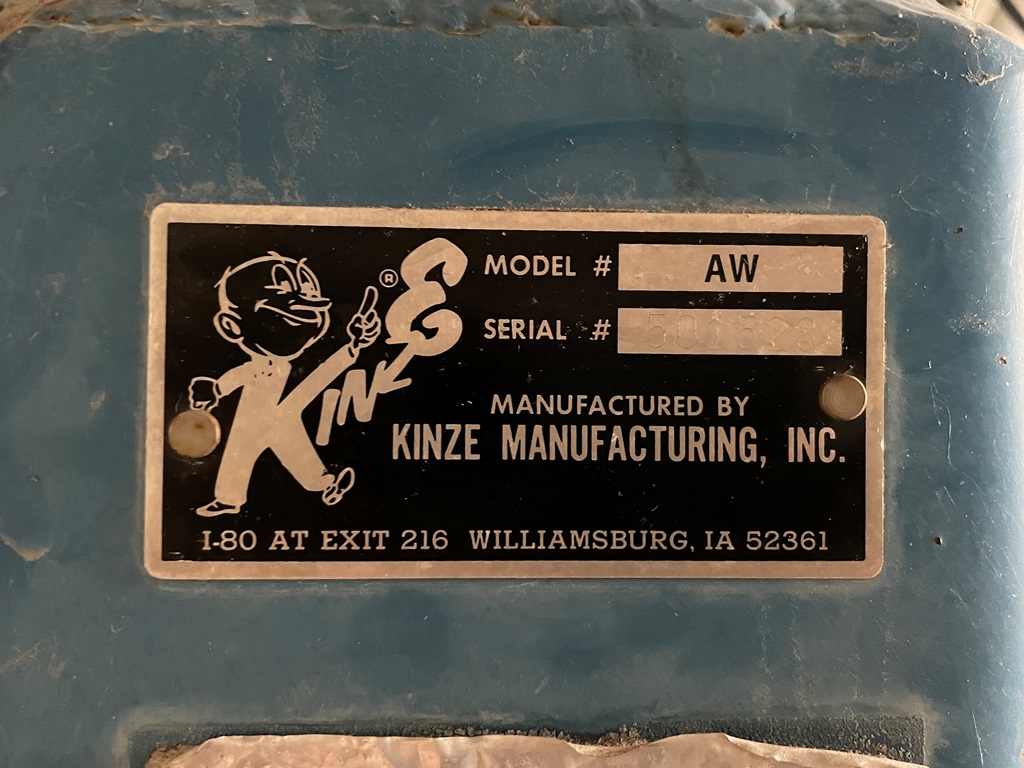 KINZE ®
MODEL # AW
SERIAL #
MANUFACTURED BY
KINZE MANUFACTURING, INC.
I-80 AT EXIT 216 WILLIAMSBURG, IA 52361